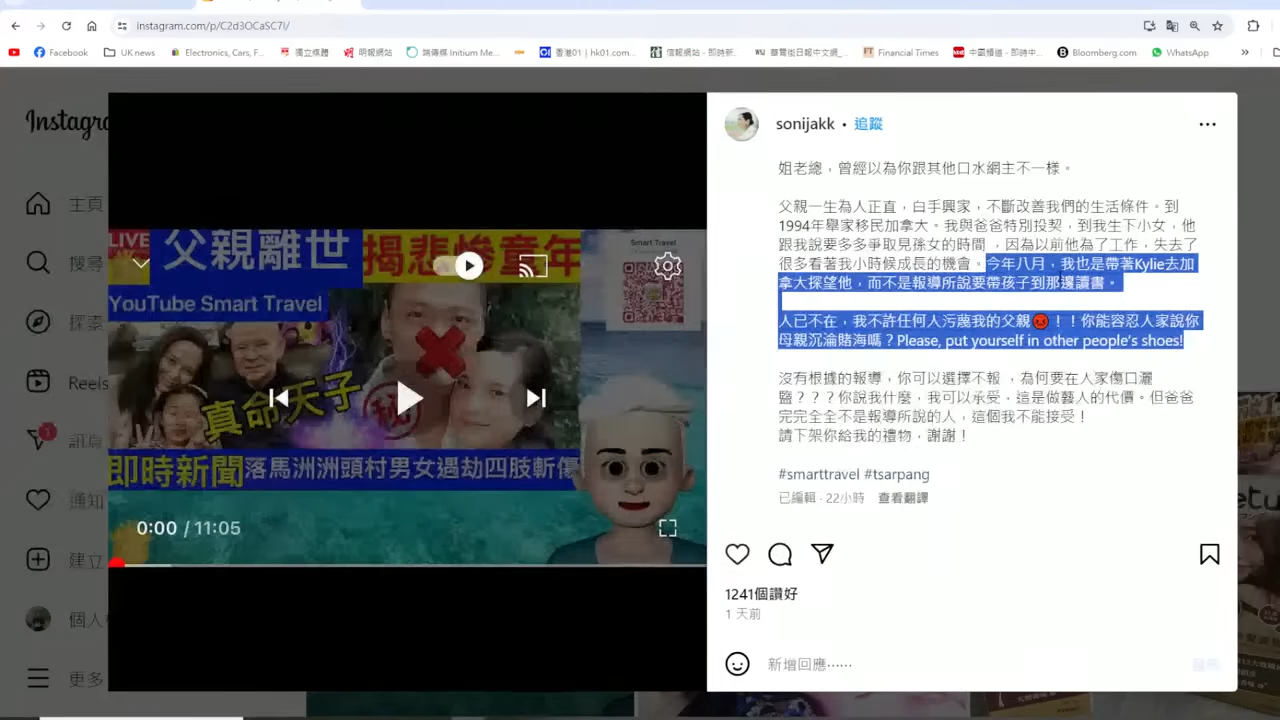 instagram.com/p/C2d3OCaSC7I/
Facebook
UK news
Electronics, Cars, F...
獨立媒體
明報網站
端傳媒 Initium Me...
香港01 | hk01.com...
信報網站 - 即時新...
華爾街日報中文網_...
Financial Times
中國報道 - 即時中...
Bloomberg.com
WhatsApp
sonijakk • 追蹤
姐老總，曾經以為你跟其他口水網主不一樣。
父親一生為人正直，白手興家，不斷改善我們的生活條件。到
1994年舉家移民加拿大。我與爸爸特別投契，到我生下小女，他
跟我說要多多爭取見孫女的時間 ，因為以前他為了工作，失去了
很多看著我小時候成長的機會。今年八月，我也是帶著Kylie去加
拿大探望他，而不是報導所說要帶孩子到那邊讀書。
人已不在，我不許任何人污蔑我的父親😡！！你能容忍人家說你
母親沉淪賭海嗎？Please, put yourself in other people's shoes!
沒有根據的報導，你可以選擇不報 ，為何要在人家傷口灑
鹽？？？你說我什麼，我可以承受，這是做藝人的代價。但爸爸
完完全全不是報導所說的人，這個我不能接受！
請下架你給我的禮物，謝謝！
#smarttravel #tsarpang
已編輯 · 22小時 查看翻譯
1241個讚好
1 天前
新增回應……
Instagra
主頁
搜尋
探索
Reels
1
訊息
通知
建立
個人
更多
LIVE
父親離世
揭悲慘童年
Smart Travel
YouTube Smart Travel
真命天子
秘
即時新聞
落馬洲洲頭村男女遇劫四肢斬傷
0:00 / 11:05